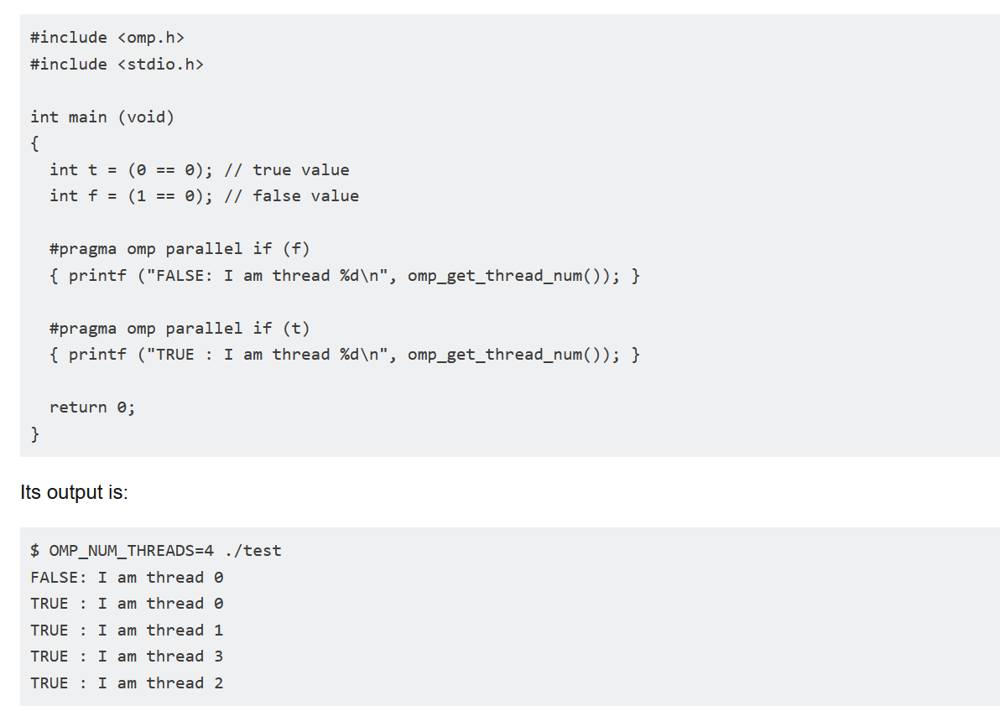 #include <omp.h>
#include <stdio.h>

int main (void)
{
  int t = (0 == 0); // true value
  int f = (1 == 0); // false value

  #pragma omp parallel if (f)
  { printf ("FALSE: I am thread %d\n", omp_get_thread_num()); }

  #pragma omp parallel if (t)
  { printf ("TRUE : I am thread %d\n", omp_get_thread_num()); }

  return 0;
}
Its output is:
$ OMP_NUM_THREADS=4 ./test
FALSE: I am thread 0
TRUE : I am thread 0
TRUE : I am thread 1
TRUE : I am thread 3
TRUE : I am thread 2